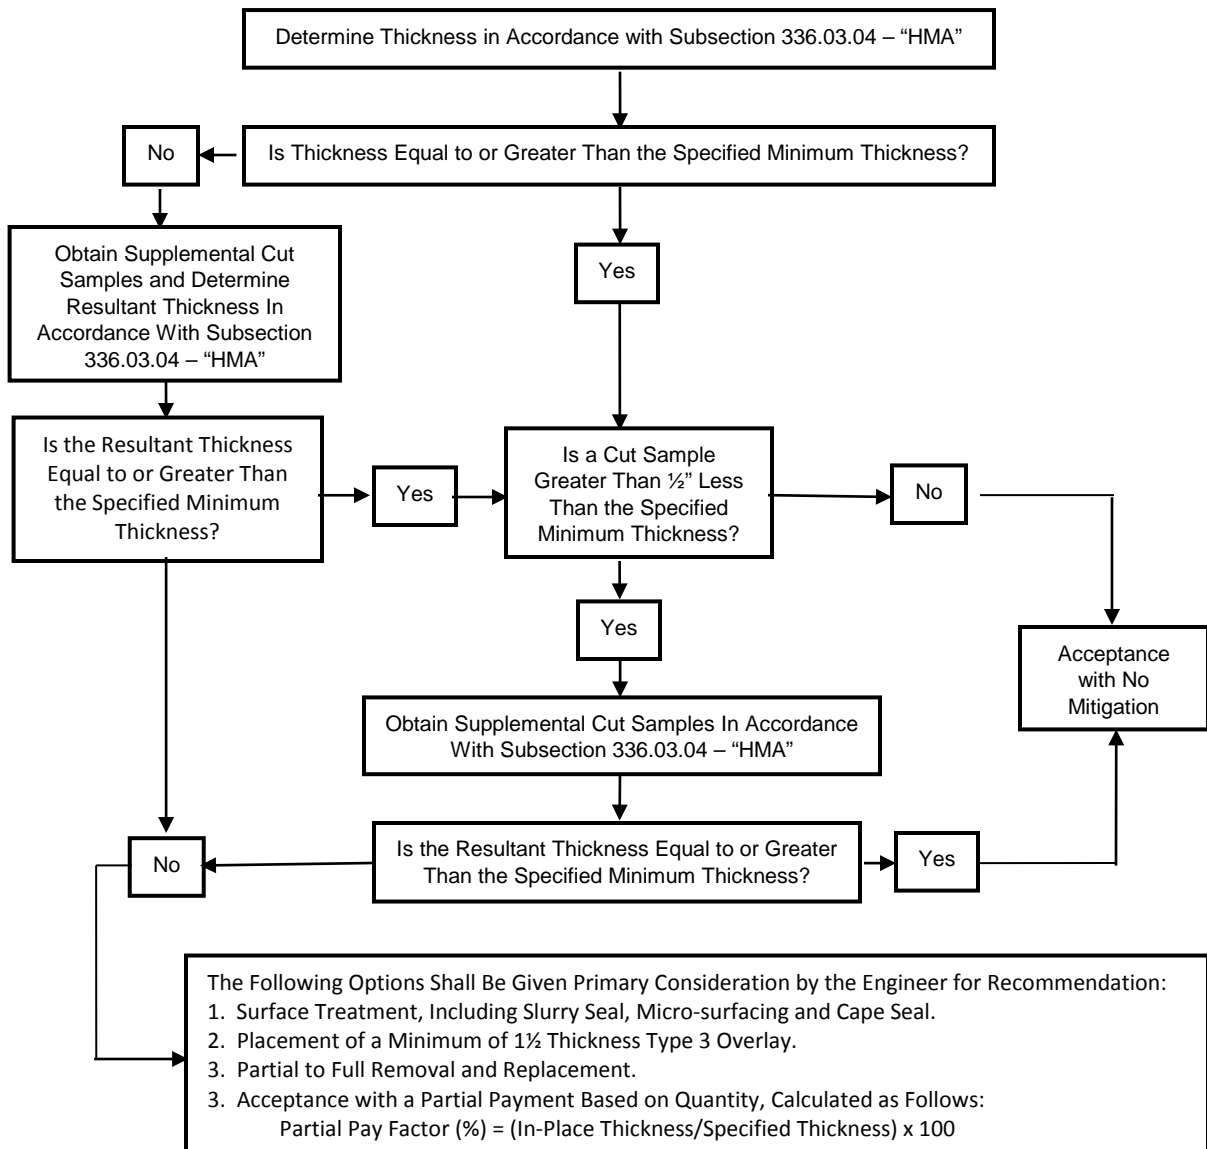 Determine Thickness in Accordance with Subsection 336.03.04 – “HMA”
No
Is Thickness Equal to or Greater Than the Specified Minimum Thickness?
Obtain Supplemental Cut
Samples and Determine
Resultant Thickness In
Accordance With Subsection
336.03.04 – “HMA”
Yes
Is the Resultant Thickness
Equal to or Greater Than
the Specified Minimum
Thickness?
Yes
Is a Cut Sample
Greater Than ½” Less
Than the Specified
Minimum Thickness?
No
Yes
Acceptance
with No
Mitigation
Obtain Supplemental Cut Samples In Accordance
With Subsection 336.03.04 – “HMA”
No
Is the Resultant Thickness Equal to or Greater
Than the Specified Minimum Thickness?
Yes
The Following Options Shall Be Given Primary Consideration by the Engineer for Recommendation:
1. Surface Treatment, Including Slurry Seal, Micro-surfacing and Cape Seal.
2. Placement of a Minimum of 1½ Thickness Type 3 Overlay.
3. Partial to Full Removal and Replacement.
3. Acceptance with a Partial Payment Based on Quantity, Calculated as Follows:
Partial Pay Factor (%) = (In-Place Thickness/Specified Thickness) x 100